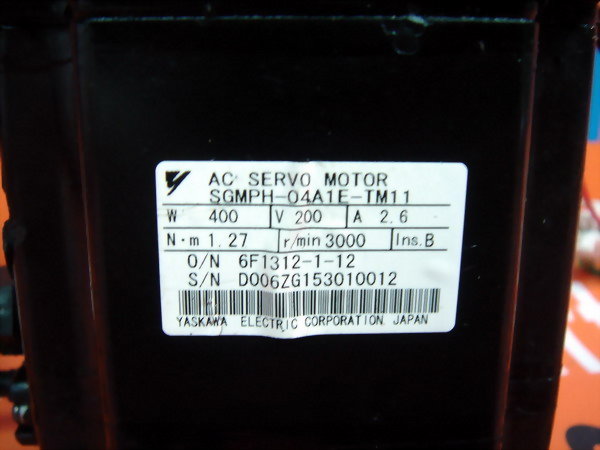 AC SERVO MOTOR
SGMPH-04A1E-TM11
W 400 V 200 A 2.6
N·m 1.27 r/min 3000 Ins.B
O/N 6F1312-1-12
S/N D006ZG153010012
YASKAWA ELECTRIC CORPORATION JAPAN